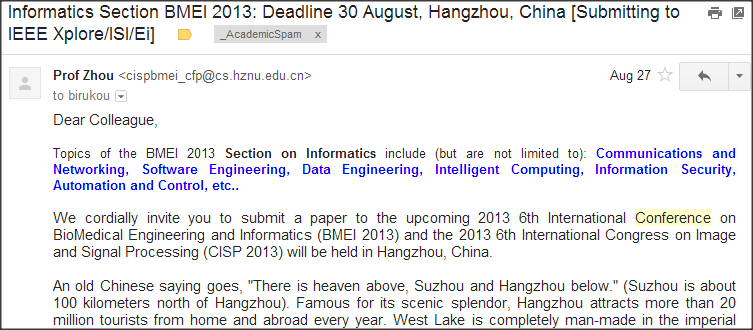 Informatics Section BMEI 2013: Deadline 30 August, Hangzhou, China [Submitting to
IEEE Xplore/ISI/Ei] _AcademicSpam x
Prof Zhou <cispbmei_cfp@cs.hznu.edu.cn> Aug 27
to birukou
Dear Colleague,
Topics of the BMEI 2013 Section on Informatics include (but are not limited to): Communications and
Networking, Software Engineering, Data Engineering, Intelligent Computing, Information Security,
Automation and Control, etc..
We cordially invite you to submit a paper to the upcoming 2013 6th International Conference on
BioMedical Engineering and Informatics (BMEI 2013) and the 2013 6th International Congress on Image
and Signal Processing (CISP 2013) will be held in Hangzhou, China.
An old Chinese saying goes, "There is heaven above, Suzhou and Hangzhou below." (Suzhou is about
100 kilometers north of Hangzhou). Famous for its scenic splendor, Hangzhou attracts more than 20
million tourists from home and abroad every year. West Lake is completely man-made in the imperial